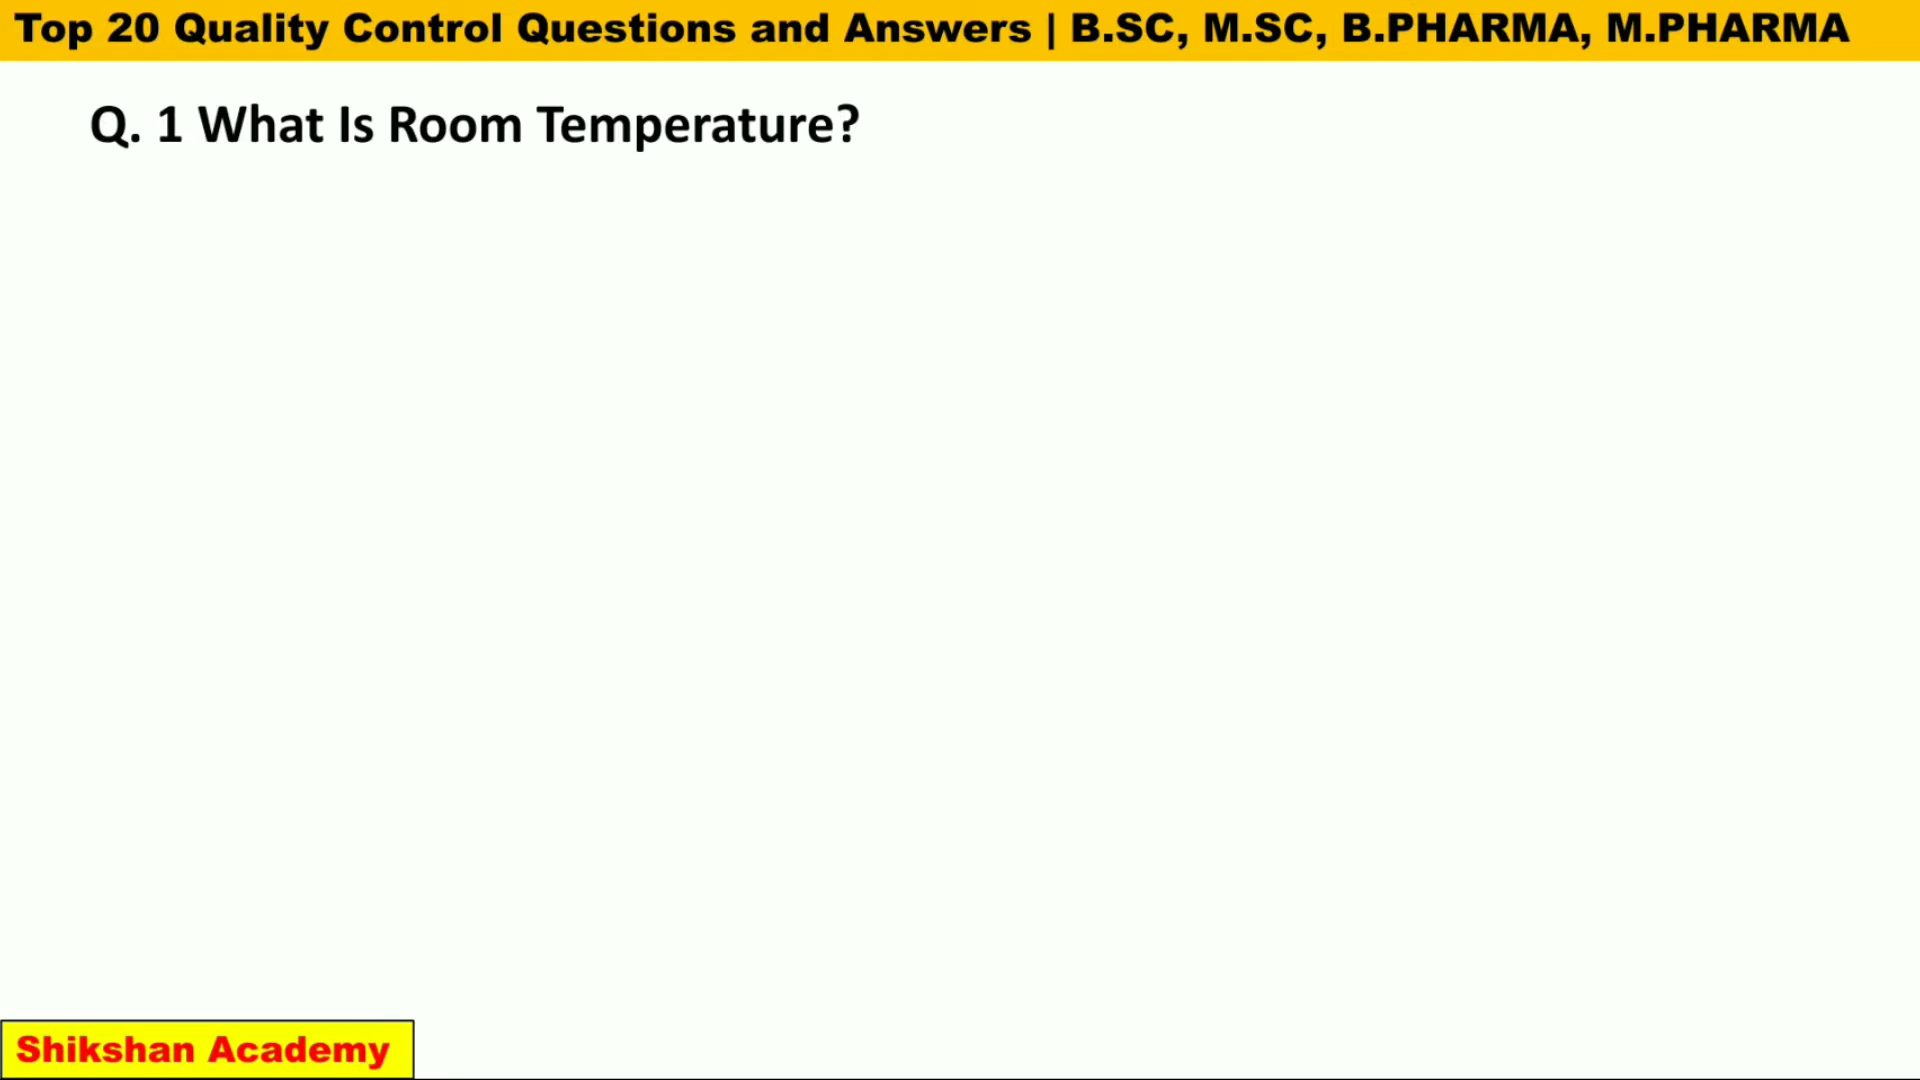 Top 20 Quality Control Questions and Answers | B.SC, M.SC, B.PHARMA, M.PHARMA
Q. 1 What Is Room Temperature?
Shikshan Academy